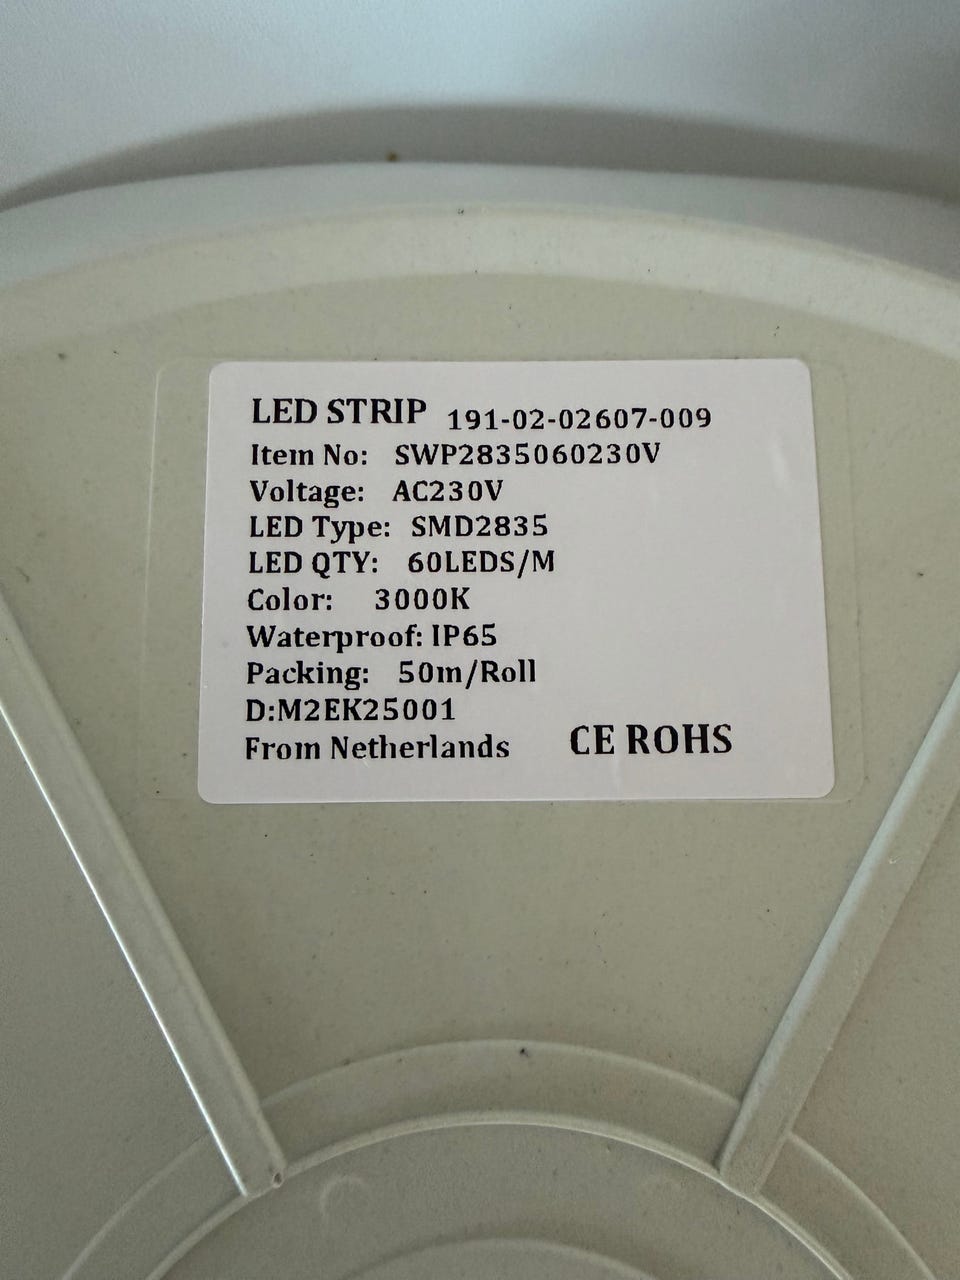 LED STRIP 191-02-02607-009
Item No: SWP2835060230V
Voltage: AC230V
LED Type: SMD2835
LED QTY: 60LEDS/M
Color: 3000K
Waterproof: IP65
Packing: 50m/Roll
D:M2EK25001
From Netherlands CE ROHS